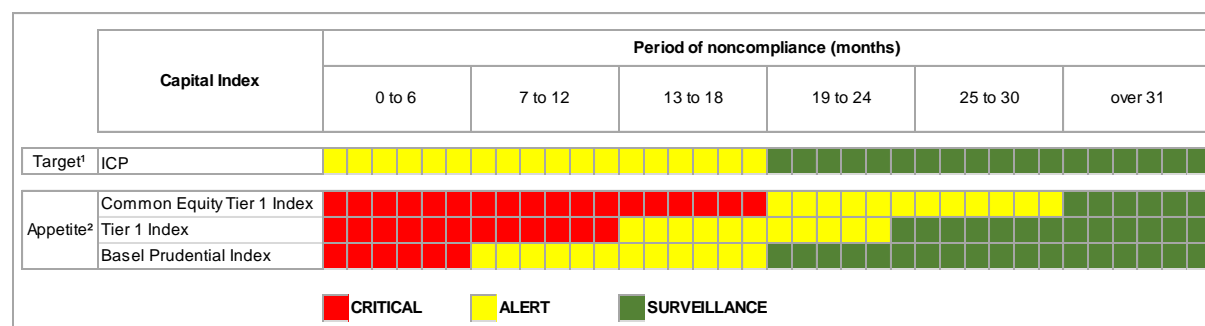 Period of noncompliance (months)
Capital Index
0 to 6 7 to 12 13 to 18 19 to 24 25 to 30 over 31
Target¹ ICP
Common Equity Tier 1 Index
Appetite² Tier 1 Index
Basel Prudential Index
CRITICAL ALERT SURVEILLANCE